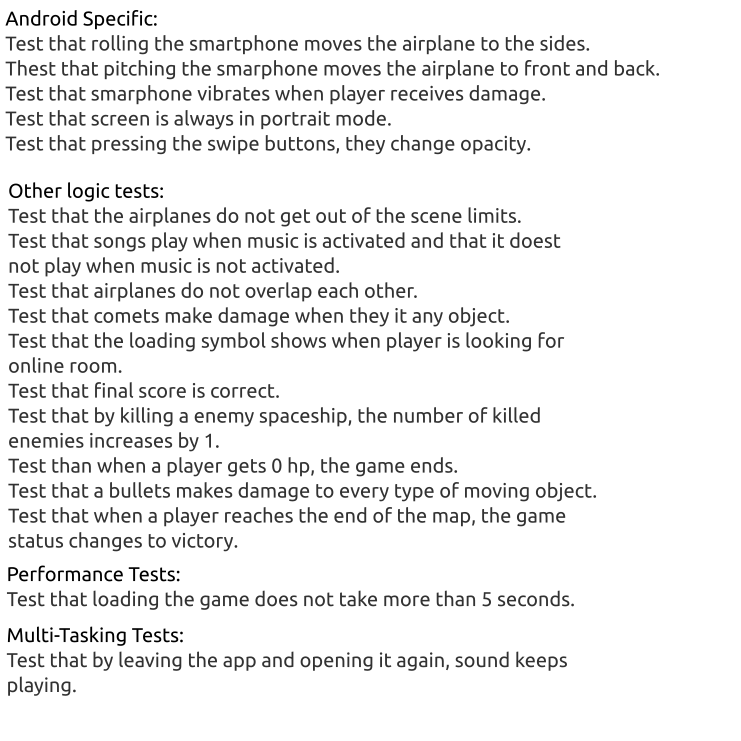 Android Specific:
Test that rolling the smartphone moves the airplane to the sides.
Thest that pitching the smarphone moves the airplane to front and back.
Test that smarphone vibrates when player receives damage.
Test that screen is always in portrait mode.
Test that pressing the swipe buttons, they change opacity.
Other logic tests:
Test that the airplanes do not get out of the scene limits.
Test that songs play when music is activated and that it doest
not play when music is not activated.
Test that airplanes do not overlap each other.
Test that comets make damage when they it any object.
Test that the loading symbol shows when player is looking for
online room.
Test that final score is correct.
Test that by killing a enemy spaceship, the number of killed
enemies increases by 1.
Test than when a player gets 0 hp, the game ends.
Test that a bullets makes damage to every type of moving object.
Test that when a player reaches the end of the map, the game
status changes to victory.
Performance Tests:
Test that loading the game does not take more than 5 seconds.
Multi-Tasking Tests:
Test that by leaving the app and opening it again, sound keeps
playing.